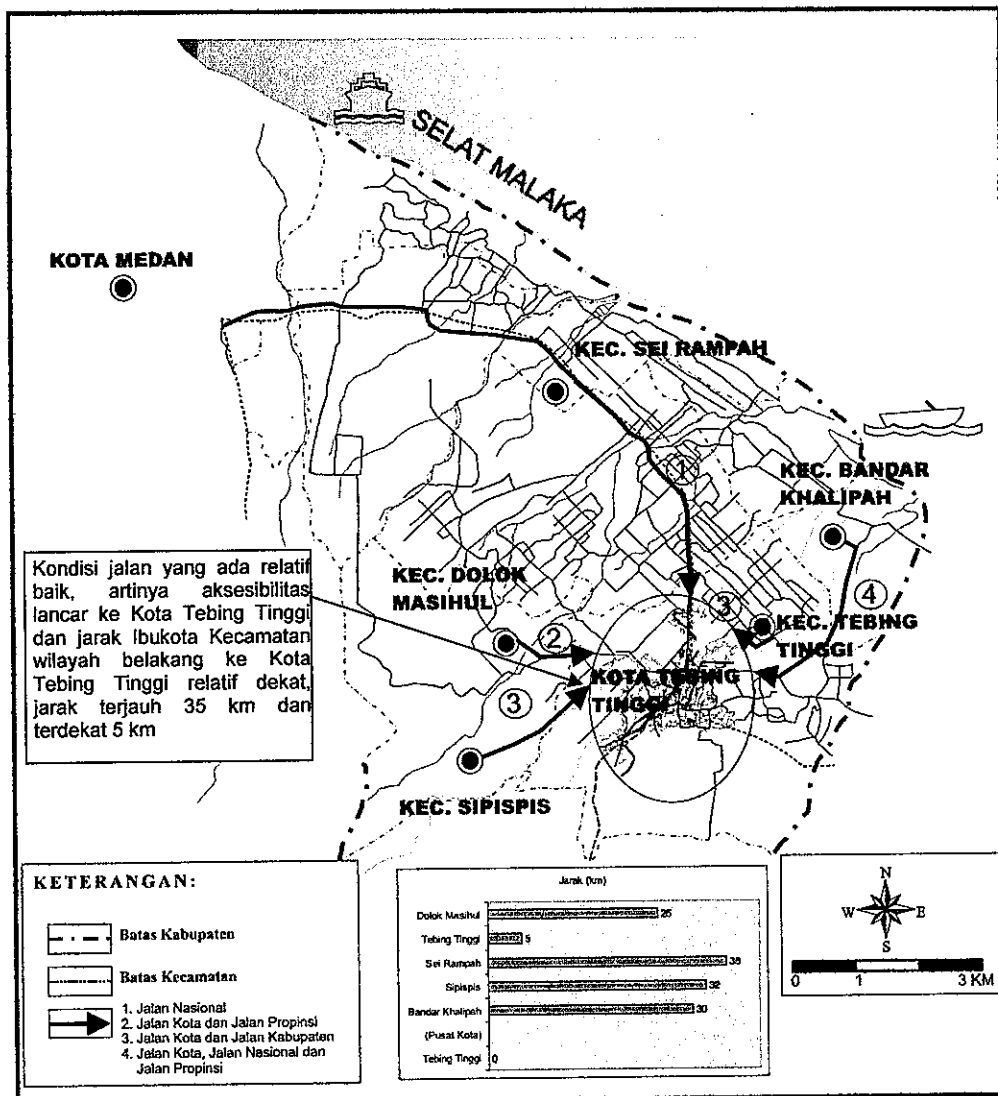 SELAT MALAKA
KOTA MEDAN
KEC. SEI RAMPAH
1
KEC. BANDAR
KHALIPAH
Kondisi jalan yang ada relatif
baik, artinya aksesibilitas
lancar ke Kota Tebing Tinggi
dan jarak Ibukota Kecamatan
wilayah belakang ke Kota
Tebing Tinggi relatif dekat,
jarak terjauh 35 km dan
terdekat 5 km
KEC. DOLOK
MASIHUL
2
3
4
KEC. TEBING
TINGGI
KOTA TEBING
TINGGI
3
KEC. SIPISPIS
KETERANGAN:
Batas Kabupaten
Batas Kecamatan
1. Jalan Nasional
2. Jalan Kota dan Jalan Propinsi
3. Jalan Kota dan Jalan Kabupaten
4. Jalan Kota, Jalan Nasional dan
Jalan Propinsi
Jarak (km)
Dolok Masihul 25
Tebing Tinggi 5
Sei Rampah 35
Sipispis 32
Bandar Khalipah 30
(Pusat Kota)
Tebing Tinggi 0
N
W E
S
0 1 3 KM